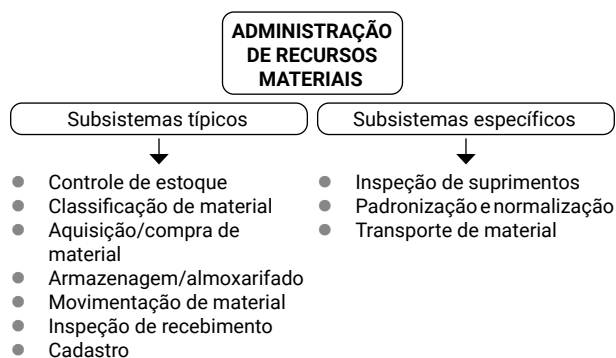 ADMINISTRAÇÃO
DE RECURSOS
MATERIAIS
Subsistemas típicos
Subsistemas específicos
Controle de estoque
Classificação de material
Aquisição/compra de
material
Armazenagem/almoxarifado
Movimentação de material
Inspeção de recebimento
Cadastro
Inspeção de suprimentos
Padronização e normalização
Transporte de material